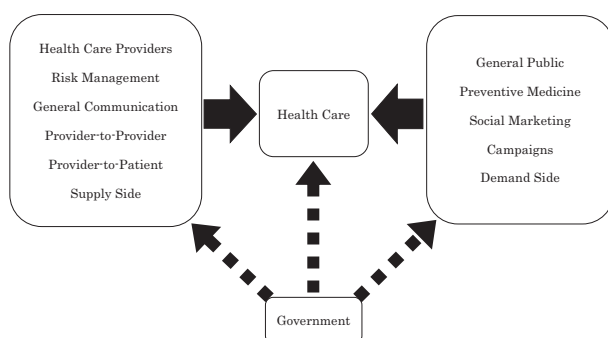 Health Care Providers
Risk Management
General Communication
Provider-to-Provider
Provider-to-Patient
Supply Side
Health Care
General Public
Preventive Medicine
Social Marketing
Campaigns
Demand Side
Government